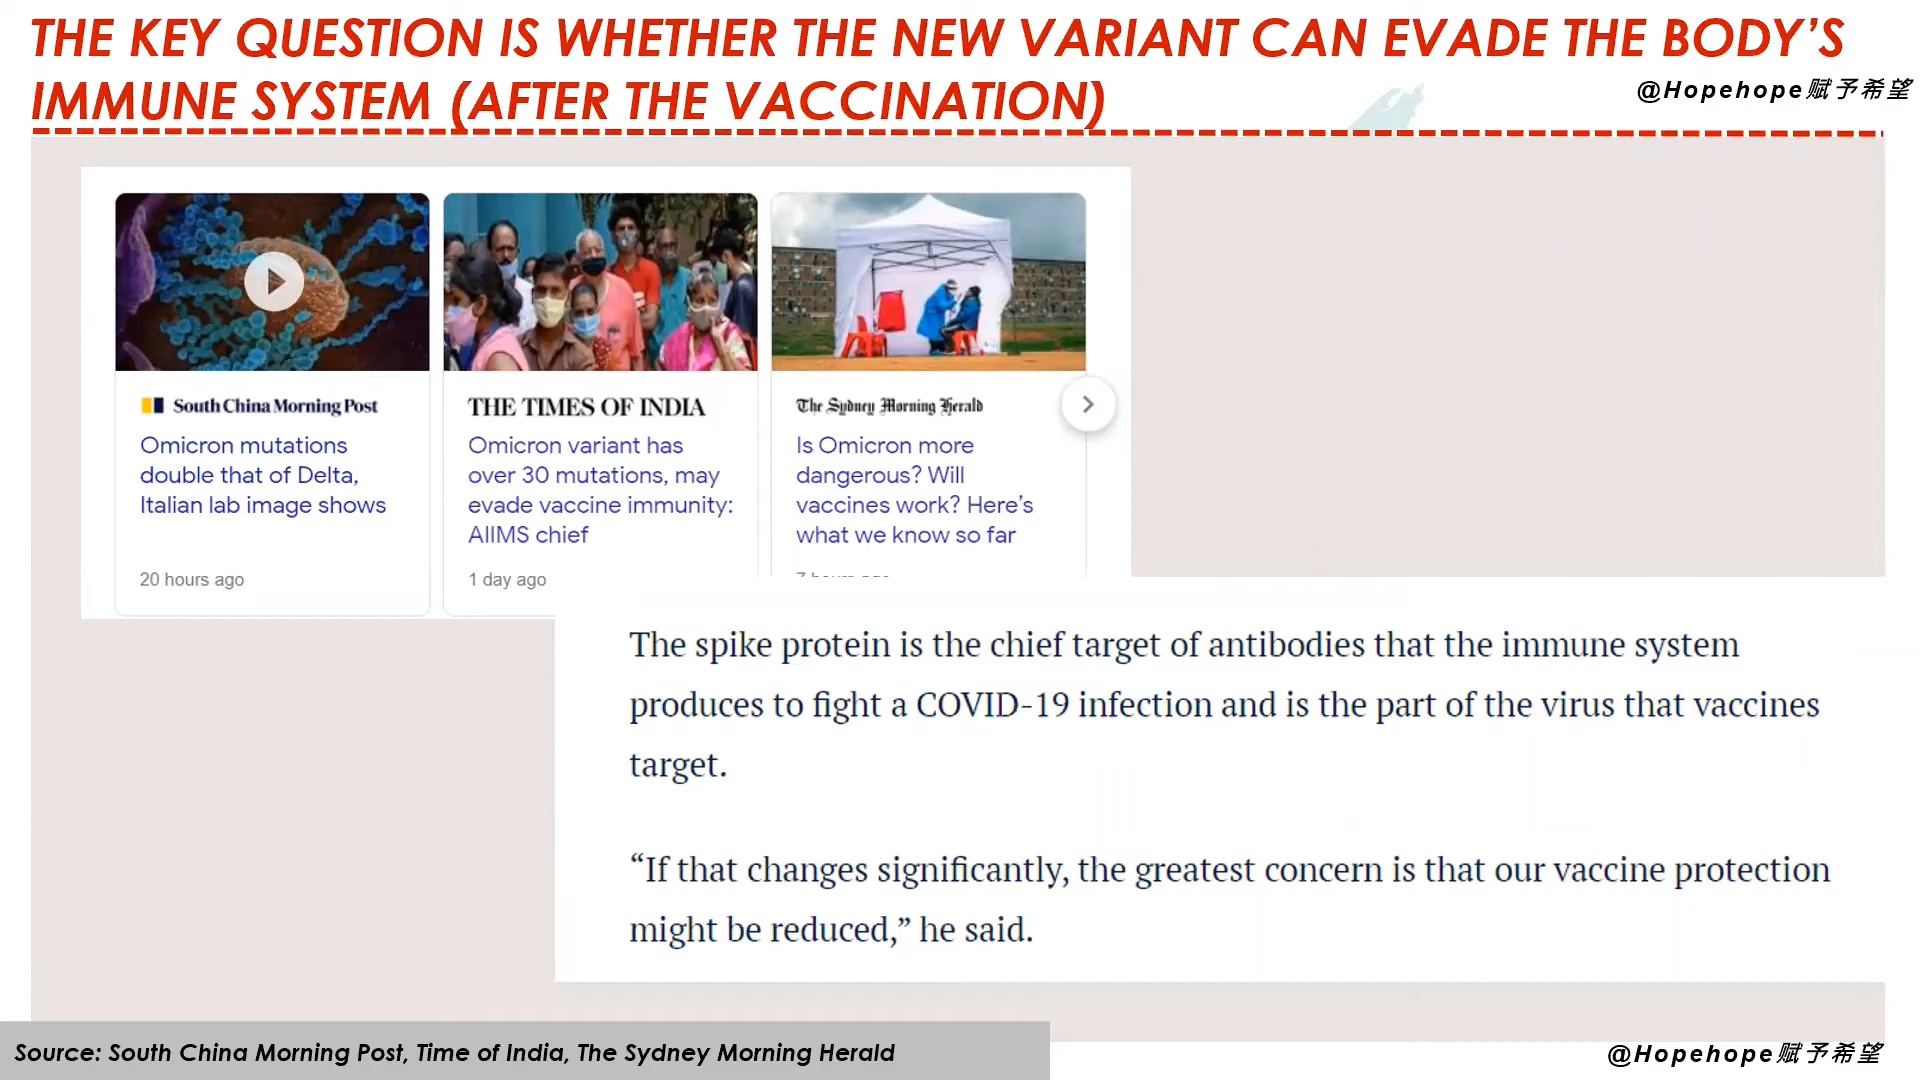 THE KEY QUESTION IS WHETHER THE NEW VARIANT CAN EVADE THE BODY’S
IMMUNE SYSTEM (AFTER THE VACCINATION)
@Hopehope赋予希望
South China Morning Post
Omicron mutations
double that of Delta,
Italian lab image shows
20 hours ago
THE TIMES OF INDIA
Omicron variant has
over 30 mutations, may
evade vaccine immunity:
AIIMS chief
1 day ago
The Sydney Morning Herald
Is Omicron more
dangerous? Will
vaccines work? Here’s
what we know so far
The spike protein is the chief target of antibodies that the immune system
produces to fight a COVID-19 infection and is the part of the virus that vaccines
target.
“If that changes significantly, the greatest concern is that our vaccine protection
might be reduced,” he said.
Source: South China Morning Post, Time of India, The Sydney Morning Herald
@Hopehope赋予希望